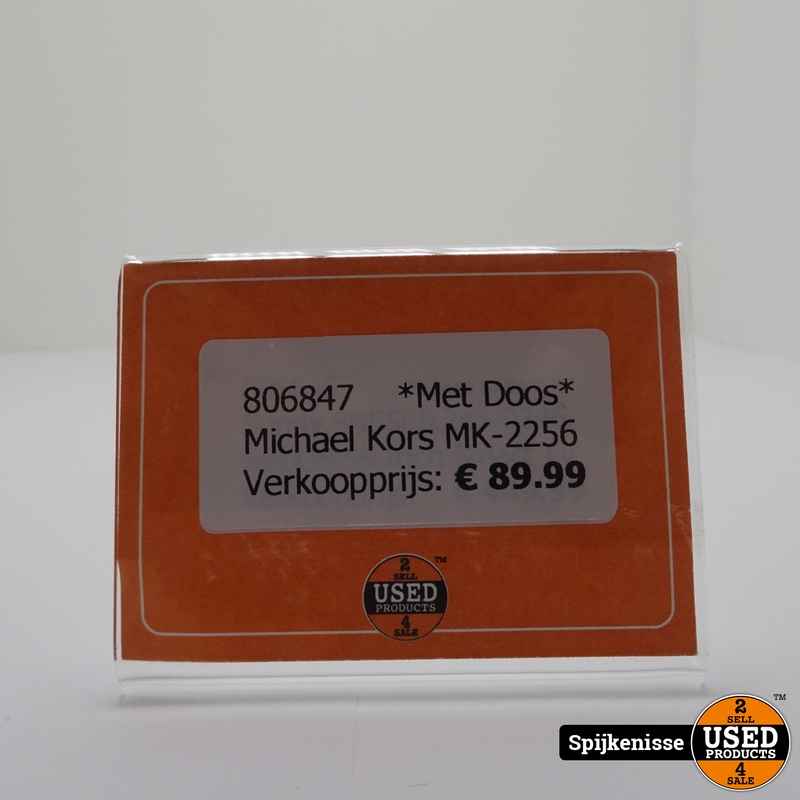 806847 *Met Doos*
Michael Kors MK-2256
Verkoopprijs: € 89.99
2
SELL
USED
PRODUCTS
4
SALE
TM
Spijkenisse
2
SELL
USED
PRODUCTS
4
SALE
TM